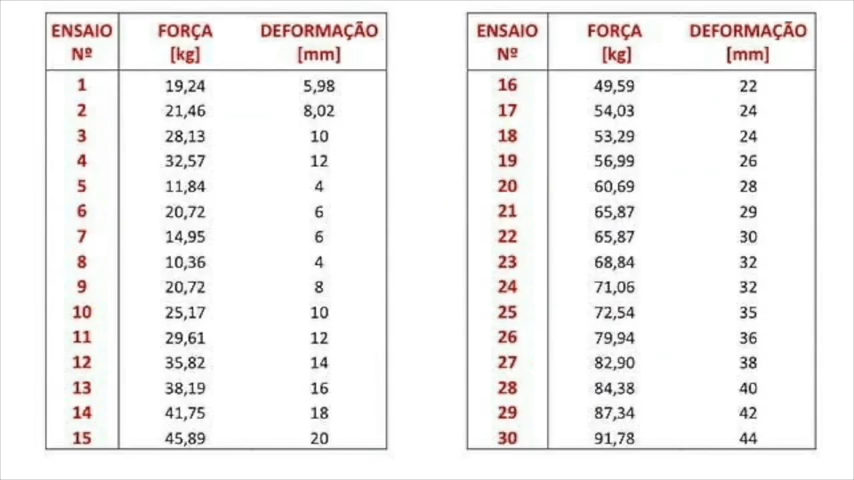 ENSAIO FORÇA DEFORMAÇÃO
Nº [kg] [mm]
1 19,24 5,98
2 21,46 8,02
3 28,13 10
4 32,57 12
5 11,84 4
6 20,72 6
7 14,95 6
8 10,36 4
9 20,72 8
10 25,17 10
11 29,61 12
12 35,82 14
13 38,19 16
14 41,75 18
15 45,89 20
ENSAIO FORÇA DEFORMAÇÃO
Nº [kg] [mm]
16 49,59 22
17 54,03 24
18 53,29 24
19 56,99 26
20 60,69 28
21 65,87 29
22 65,87 30
23 68,84 32
24 71,06 32
25 72,54 35
26 79,94 36
27 82,90 38
28 84,38 40
29 87,34 42
30 91,78 44